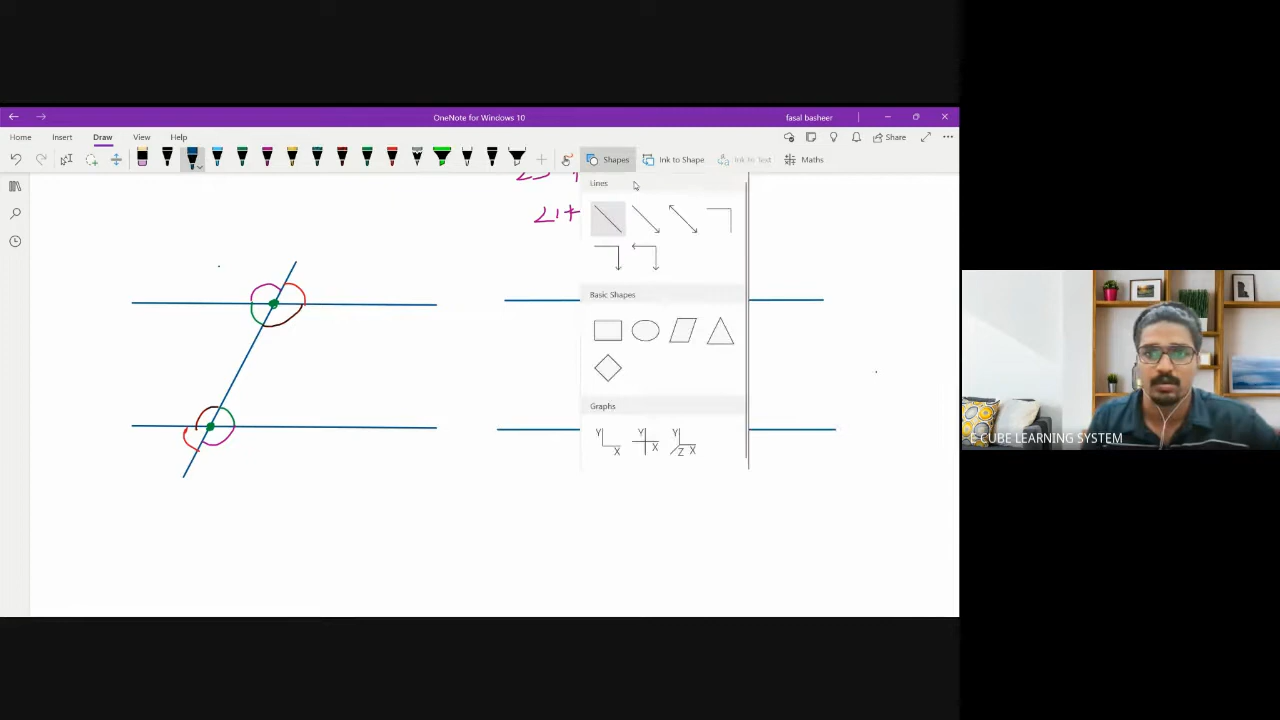 OneNote for Windows 10
fasal basheer
Home Insert Draw View Help
Share
Shapes Ink to Shape Ink to Text Maths
Lines
∠1+
Basic Shapes
Graphs
Y X Y X Y Z X
E CUBE LEARNING SYSTEM